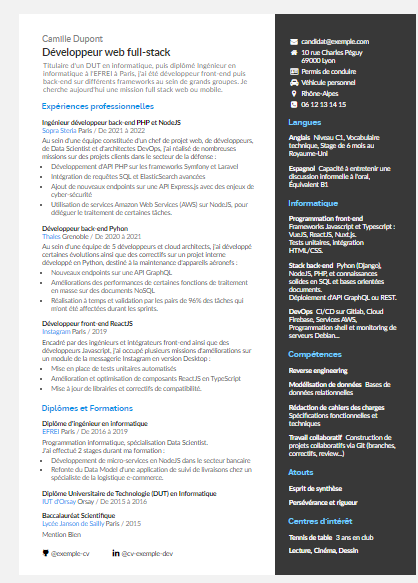 Camille Dupont
Développeur web full-stack
Titulaire d'un DUT en informatique, puis diplômé Ingénieur en
informatique à l'EFREI à Paris, j'ai été développeur front-end puis
back-end sur différents frameworks au sein de grands groupes. Je
cherche aujourd'hui une mission full stack web ou mobile.
Expériences professionnelles
Ingénieur développeur back-end PHP et NodeJS
Sopra Steria Paris / De 2021 à 2022
Au sein d'une équipe constituée d'un chef de projet web, de développeurs,
de Data Scientist et d'architectes DevOps, j'ai réalisé de nombreuses
missions sur des projets clients dans le secteur de la défense :
• Développement d'API PHP sur les frameworks Symfony et Laravel
• Intégration de requêtes SQL et ElasticSearch avancées
• Ajout de nouveaux endpoints sur une API Express.js avec des enjeux de
cyber-sécurité
• Utilisation de services Amazon Web Services (AWS) sur NodeJS, pour
déléguer le traitement de certaines tâches.
Développeur back-end Pyhon
Thales Grenoble / De 2020 à 2021
Au sein d'une équipe de 5 développeurs et cloud architects, j'ai développé
certaines évolutions ainsi que des correctifs sur un projet interne
développé en Python, destiné à la maintenance d'appareils aéronefs :
• Nouveaux endpoints sur une API GraphQL
• Améliorations des performances de certaines fonctions de traitement
en masse sur des documents NoSQL
• Réalisation à temps et validation par les pairs de 96% des tâches qui
m'ont été affectées durant les sprints.
Développeur front-end ReactJS
Instagram Paris / 2019
Encadré par des ingénieurs et intégrateurs front-end ainsi que des
développeurs Javascript, j'ai occupé plusieurs missions d'améliorations sur
un module de la messagerie Instagram en version Desktop :
• Mise en place de tests unitaires automatisés
• Amélioration et optimisation de composants ReactJS en TypeScript
• Mise à jour de librairies et correctifs de compatibilité.
Diplômes et Formations
Diplôme d'Ingénieur en informatique
EFREI Paris / De 2016 à 2019
Programmation informatique, spécialisation Data Scientist.
J'ai effectué 2 stages durant ma formation :
• Développement de micro-services en NodeJS dans le secteur bancaire
• Refonte du Data Model d'une application de suivi de livraisons chez un
spécialiste de la logistique e-commerce.
Diplôme Universitaire de Technologie (DUT) en Informatique
IUT d'Orsay Orsay / De 2015 à 2016
Baccalauréat Scientifique
Lycée Janson de Sailly Paris / 2015
Mention Bien
@exemple-cv
@cv-exemple-dev
candidat@exemple.com
10 rue Charles Péguy
69000 Lyon
Permis de conduire
Véhicule personnel
Rhône-Alpes
06 12 13 14 15
Langues
Anglais Niveau C1, Vocabulaire
technique, Stage de 6 mois au
Royaume-Uni
Espagnol Capacité à entretenir une
discussion informelle à l'oral,
Équivalent B1
Informatique
Programmation front-end
Frameworks Javascript et Typescript :
VueJS, ReactJS, Nuxt.js.
Tests unitaires, Intégration
HTML/CSS.
Stack back-end Pyhon (Django),
NodeJS, PHP, et connaissances
solides en SQL et bases orientées
documents.
Déploiement d'API GraphQL ou REST.
DevOps CI/CD sur Gitlab, Cloud
Firebase, Services AWS,
Programmation shell et monitoring de
serveurs Debian...
Compétences
Reverse engineering
Modélisation de données Bases de
données relationnelles
Rédaction de cahiers des charges
Spécifications fonctionnelles et
techniques
Travail collaboratif Construction de
projets collaboratifs via Git (branches,
correctifs, review...)
Atouts
Esprit de synthèse
Persévérance et rigueur
Centres d'intérêt
Tennis de table 3 ans en club
Lecture, Cinéma, Dessin